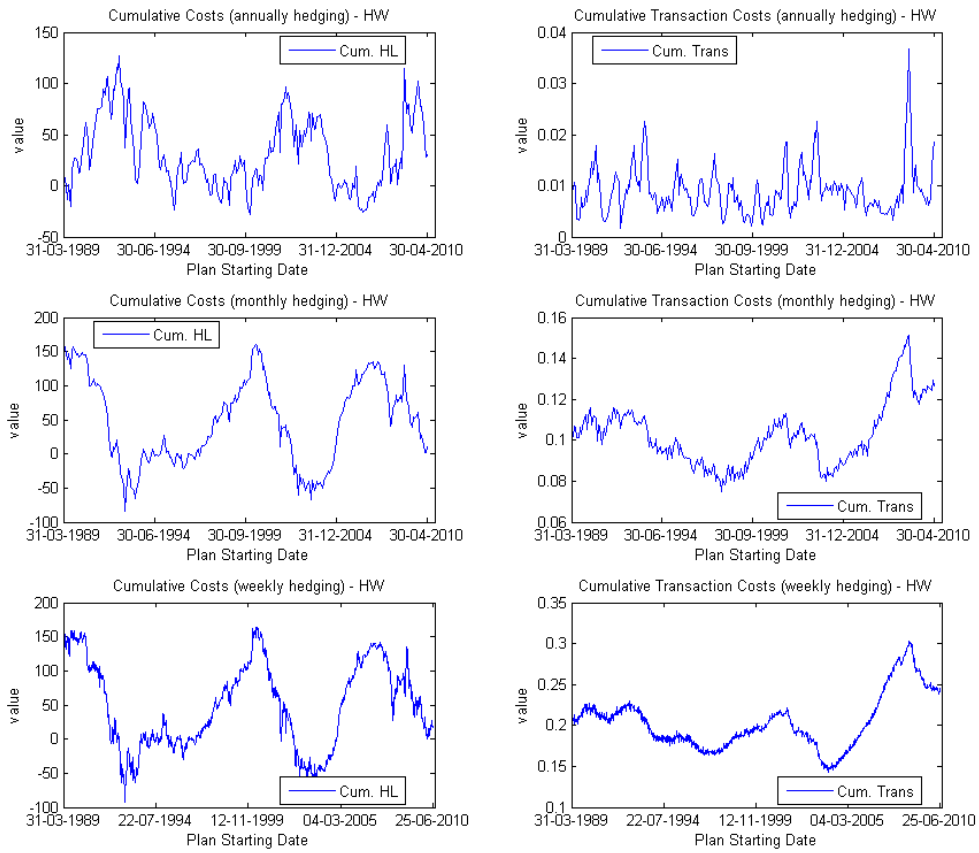 Cumulative Costs (annually hedging) - HW
150
100
50
0
-50
value
Cum. HL
31-03-1989 30-06-1994 30-09-1999 31-12-2004 30-04-2010
Plan Starting Date
Cumulative Transaction Costs (annually hedging) - HW
0.04
0.03
0.02
0.01
0
value
Cum. Trans
31-03-1989 30-06-1994 30-09-1999 31-12-2004 30-04-2010
Plan Starting Date
Cumulative Costs (monthly hedging) - HW
200
150
100
50
0
-50
-100
value
Cum. HL
31-03-1989 30-06-1994 30-09-1999 31-12-2004 30-04-2010
Plan Starting Date
Cumulative Transaction Costs (monthly hedging) - HW
0.16
0.14
0.12
0.1
0.08
0.06
value
Cum. Trans
31-03-1989 30-06-1994 30-09-1999 31-12-2004 30-04-2010
Plan Starting Date
Cumulative Costs (weekly hedging) - HW
200
150
100
50
0
-50
-100
value
Cum. HL
31-03-1989 22-07-1994 12-11-1999 04-03-2005 25-06-2010
Plan Starting Date
Cumulative Transaction Costs (weekly hedging) - HW
0.35
0.3
0.25
0.2
0.15
0.1
value
Cum. Trans
31-03-1989 22-07-1994 12-11-1999 04-03-2005 25-06-2010
Plan Starting Date